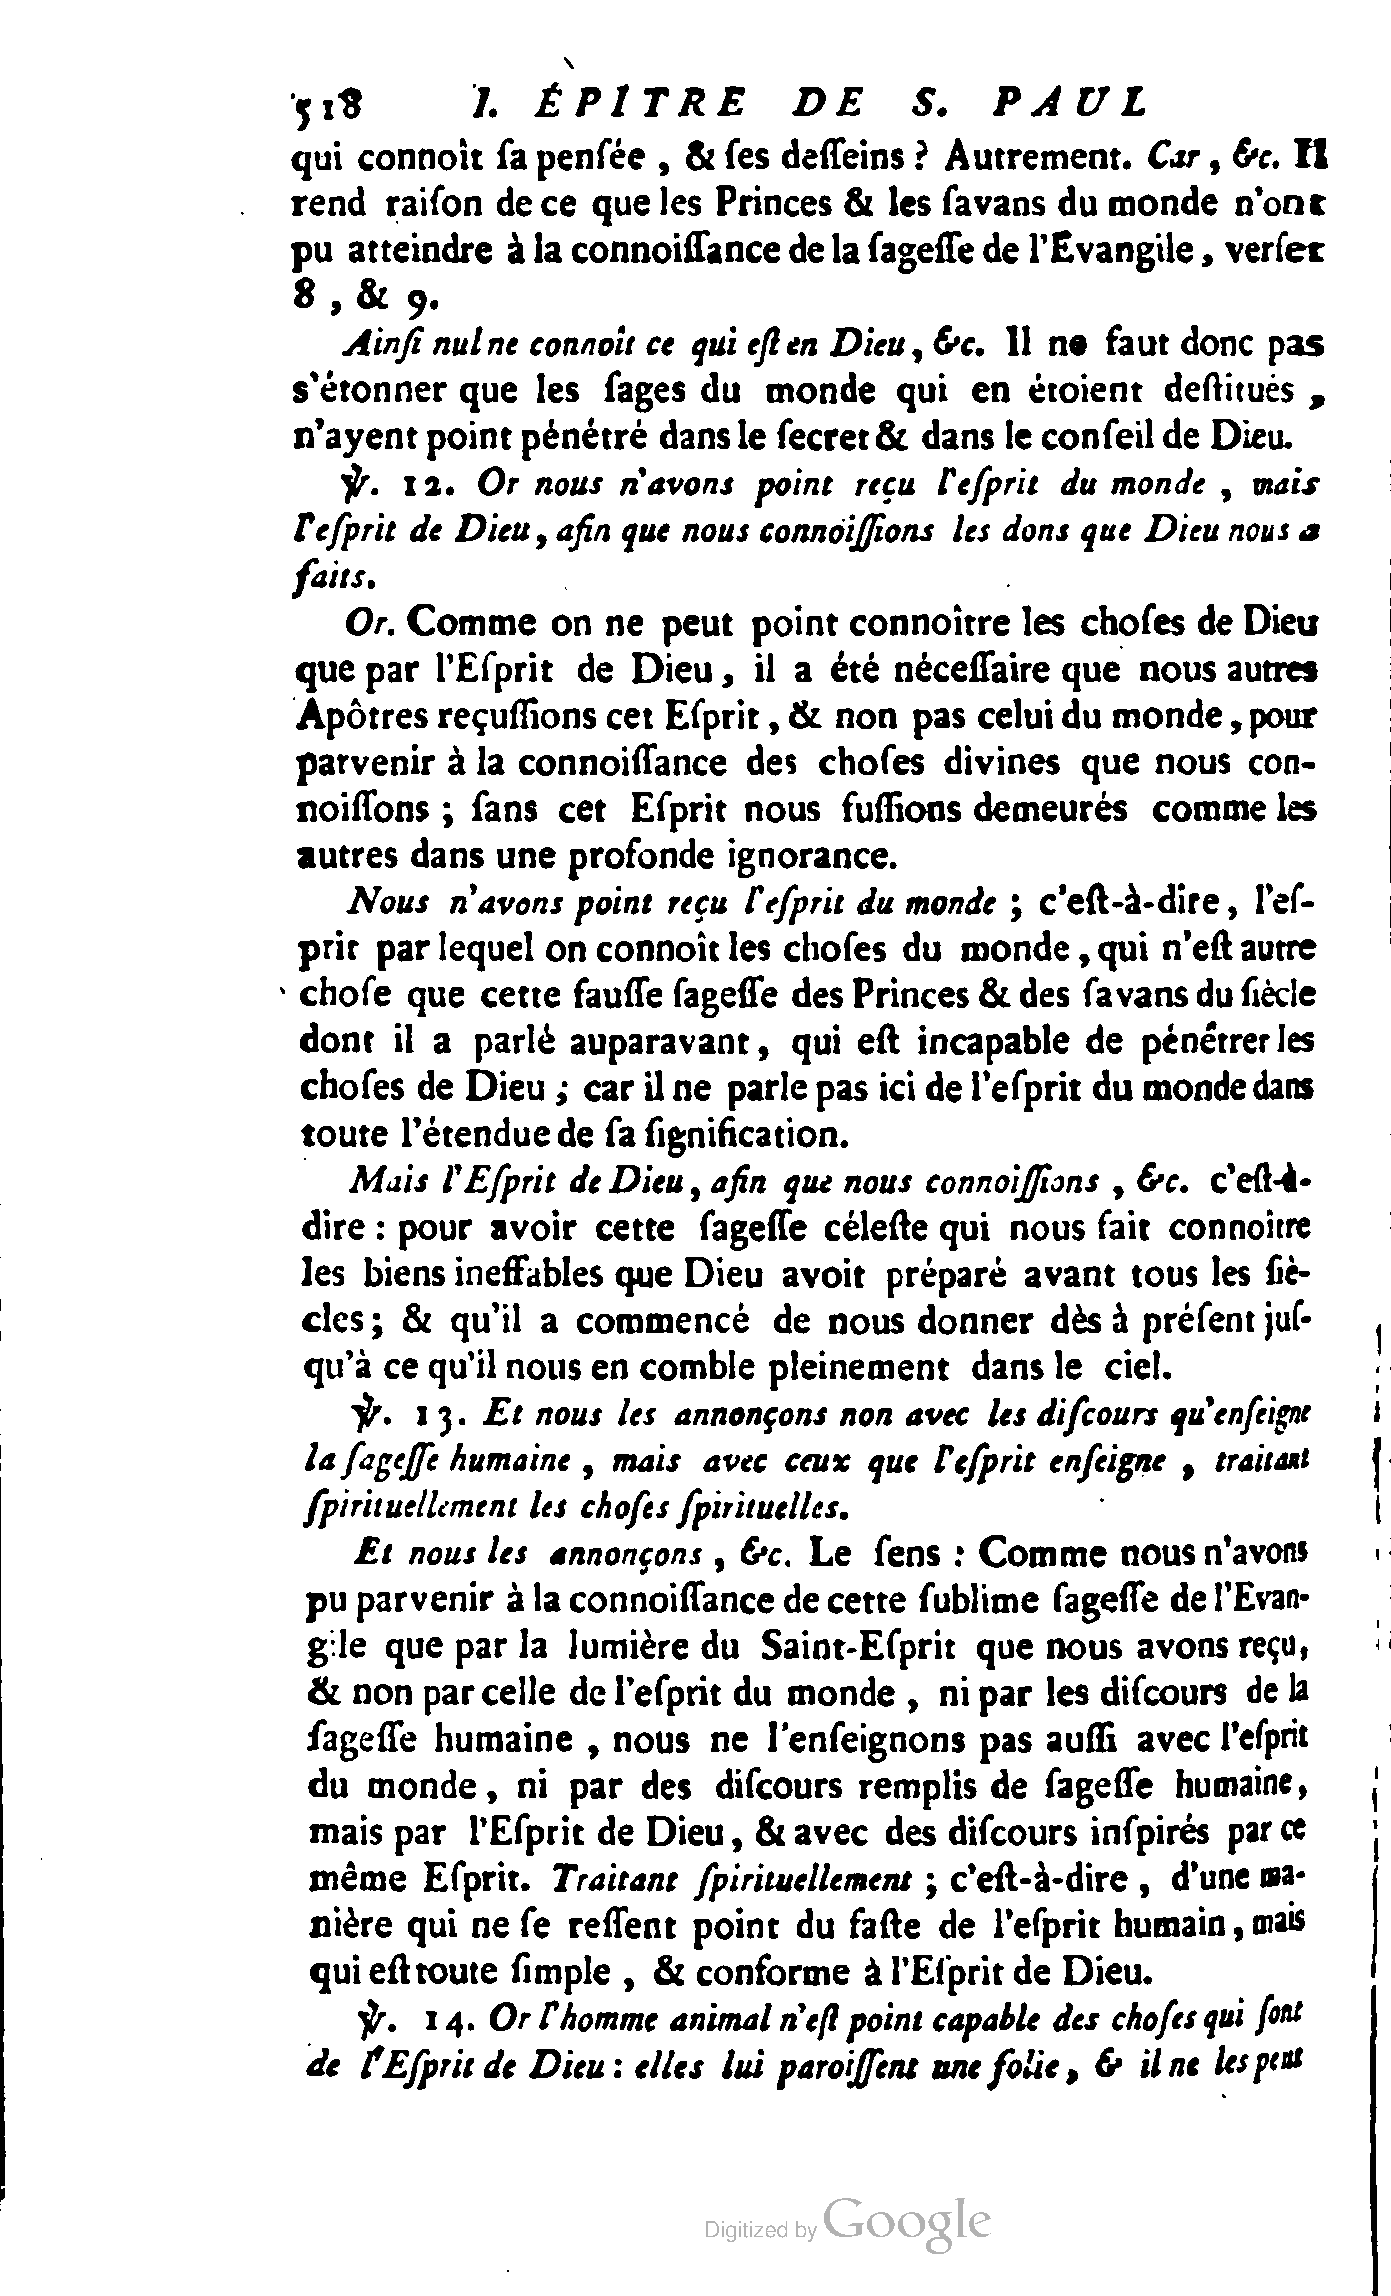 518 I. ÉPITRE DE S. PAUL
qui connoît ſa penſée, & ſes deſſeins ? Autrement. Car, &c. Il
rend raiſon de ce que les Princes & les ſavans du monde n'ont
pu atteindre à la connoiſſance de la ſageſſe de l'Evangile, verſet
8, & 9.
Ainſi nul ne connoît ce qui eſt en Dieu, &c. Il ne faut donc pas
s'étonner que les ſages du monde qui en étoient deſtitués,
n'ayent point pénétré dans le ſecret & dans le conſeil de Dieu.
℣. 12. Or nous n'avons point reçu l'eſprit du monde, mais
l'eſprit de Dieu, afin que nous connoiſſions les dons que Dieu nous a
faits.
Or. Comme on ne peut point connoître les choſes de Dieu
que par l'Eſprit de Dieu, il a été néceſſaire que nous autres
Apôtres reçuſſions cet Eſprit, & non pas celui du monde, pour
parvenir à la connoiſſance des choſes divines que nous con-
noiſſons ; ſans cet Eſprit nous fuſſions demeurés comme les
autres dans une profonde ignorance.
Nous n'avons point reçu l'eſprit du monde ; c'eſt-à-dire, l'eſ-
prit par lequel on connoît les choſes du monde, qui n'eſt autre
choſe que cette fauſſe ſageſſe des Princes & des ſavans du ſiècle
dont il a parlé auparavant, qui eſt incapable de pénétrer les
choſes de Dieu ; car il ne parle pas ici de l'eſprit du monde dans
toute l'étendue de ſa ſignification.
Mais l'Eſprit de Dieu, afin que nous connoiſſions, &c. c'eſt-à-
dire : pour avoir cette ſageſſe céleſte qui nous fait connoître
les biens ineffables que Dieu avoit préparé avant tous les ſiè-
cles ; & qu'il a commencé de nous donner dès à préſent juſ-
qu'à ce qu'il nous en comble pleinement dans le ciel.
℣. 13. Et nous les annonçons non avec les diſcours qu'enſeigne
la ſageſſe humaine, mais avec ceux que l'eſprit enſeigne, traitant
ſpirituellement les choſes ſpirituelles.
Et nous les annonçons, &c. Le ſens : Comme nous n'avons
pu parvenir à la connoiſſance de cette ſublime ſageſſe de l'Evan-
gile que par la lumière du Saint-Eſprit que nous avons reçu,
& non par celle de l'eſprit du monde, ni par les diſcours de la
ſageſſe humaine, nous ne l'enſeignons pas auſſi avec l'eſprit
du monde, ni par des diſcours remplis de ſageſſe humaine,
mais par l'Eſprit de Dieu, & avec des diſcours inſpirés par ce
même Eſprit. Traitant ſpirituellement ; c'eſt-à-dire, d'une ma-
nière qui ne ſe reſſent point du faſte de l'eſprit humain, mais
qui eſt toute ſimple, & conforme à l'Eſprit de Dieu.
℣. 14. Or l'homme animal n'eſt point capable des choſes qui ſont
de l'Eſprit de Dieu : elles lui paroiſſent une folie, & il ne les peut
Digitized by Google